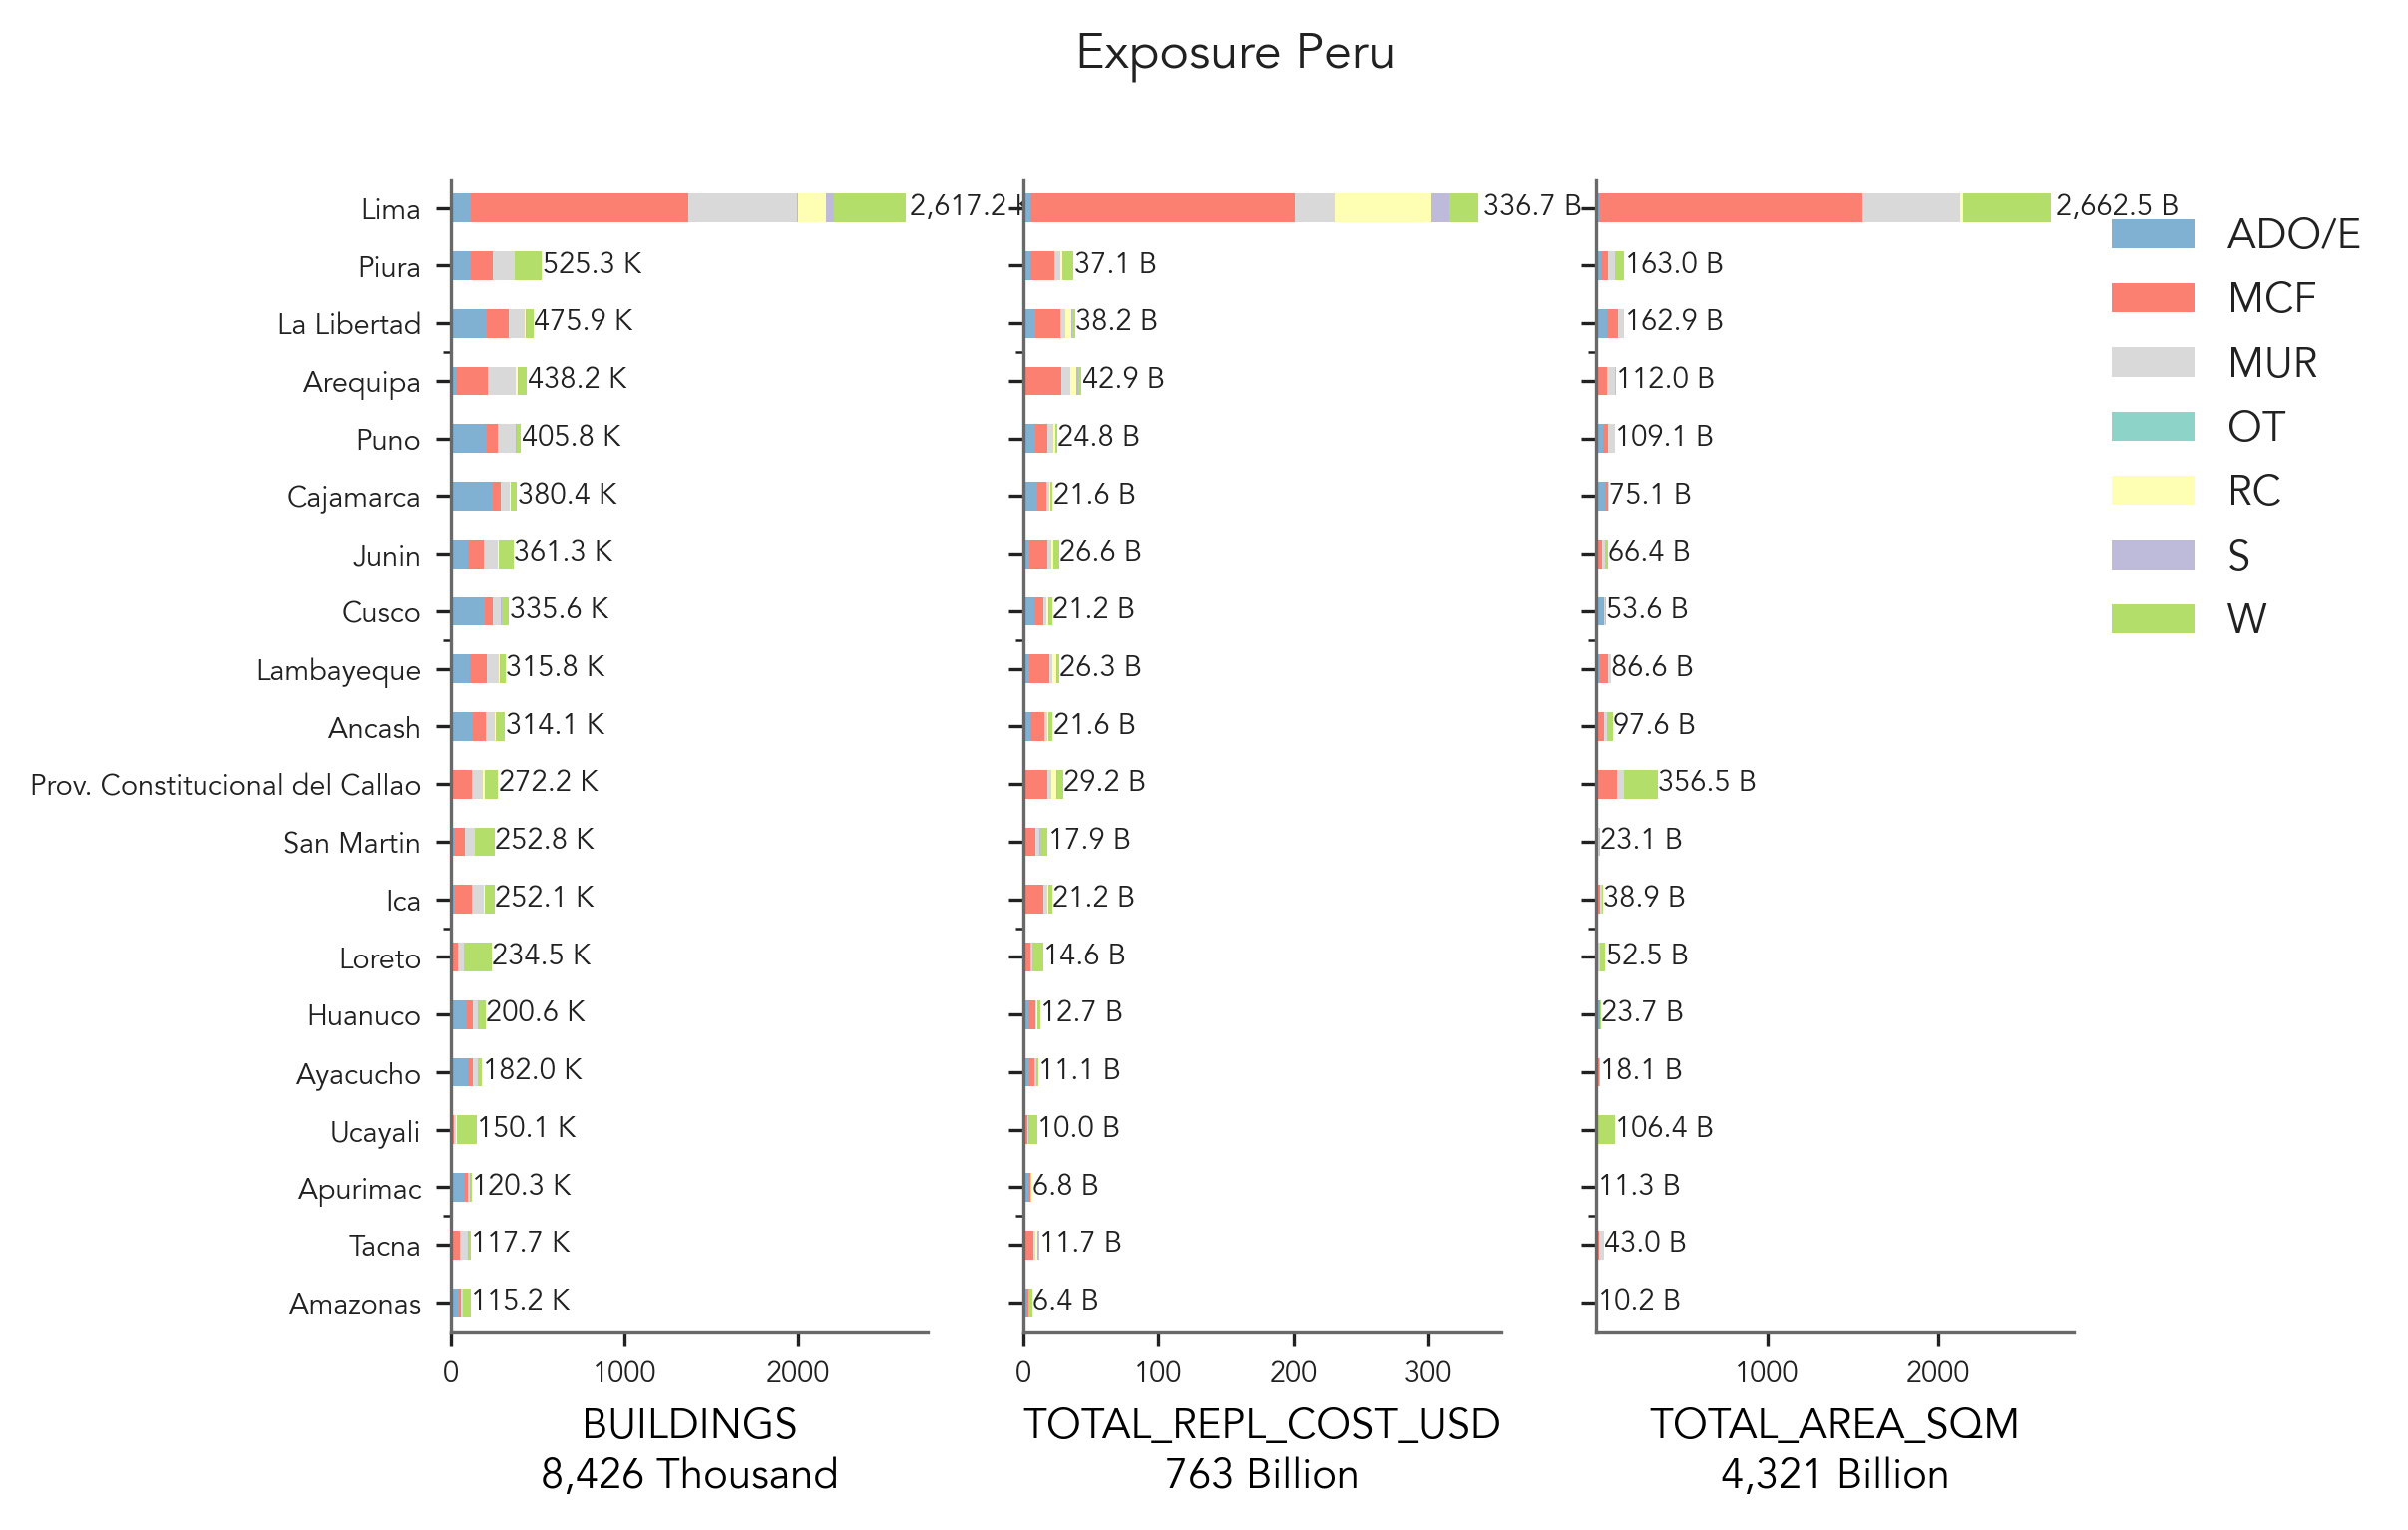 Exposure Peru
Lima 2,617.2 336.7 B 2,662.5 B
Piura 525.3 K 37.1 B 163.0 B
La Libertad 475.9 K 38.2 B 162.9 B
Arequipa 438.2 K 42.9 B 112.0 B
Puno 405.8 K 24.8 B 109.1 B
Cajamarca 380.4 K 21.6 B 75.1 B
Junin 361.3 K 26.6 B 66.4 B
Cusco 335.6 K 21.2 B 53.6 B
Lambayeque 315.8 K 26.3 B 86.6 B
Ancash 314.1 K 21.6 B 97.6 B
Prov. Constitucional del Callao 272.2 K 29.2 B 356.5 B
San Martin 252.8 K 17.9 B 23.1 B
Ica 252.1 K 21.2 B 38.9 B
Loreto 234.5 K 14.6 B 52.5 B
Huanuco 200.6 K 12.7 B 23.7 B
Ayacucho 182.0 K 11.1 B 18.1 B
Ucayali 150.1 K 10.0 B 106.4 B
Apurimac 120.3 K 6.8 B 11.3 B
Tacna 117.7 K 11.7 B 43.0 B
Amazonas 115.2 K 6.4 B 10.2 B
0 1000 2000 0 100 200 300 1000 2000
BUILDINGS TOTAL_REPL_COST_USD TOTAL_AREA_SQM
8,426 Thousand 763 Billion 4,321 Billion
ADO/E
MCF
MUR
OT
RC
S
W